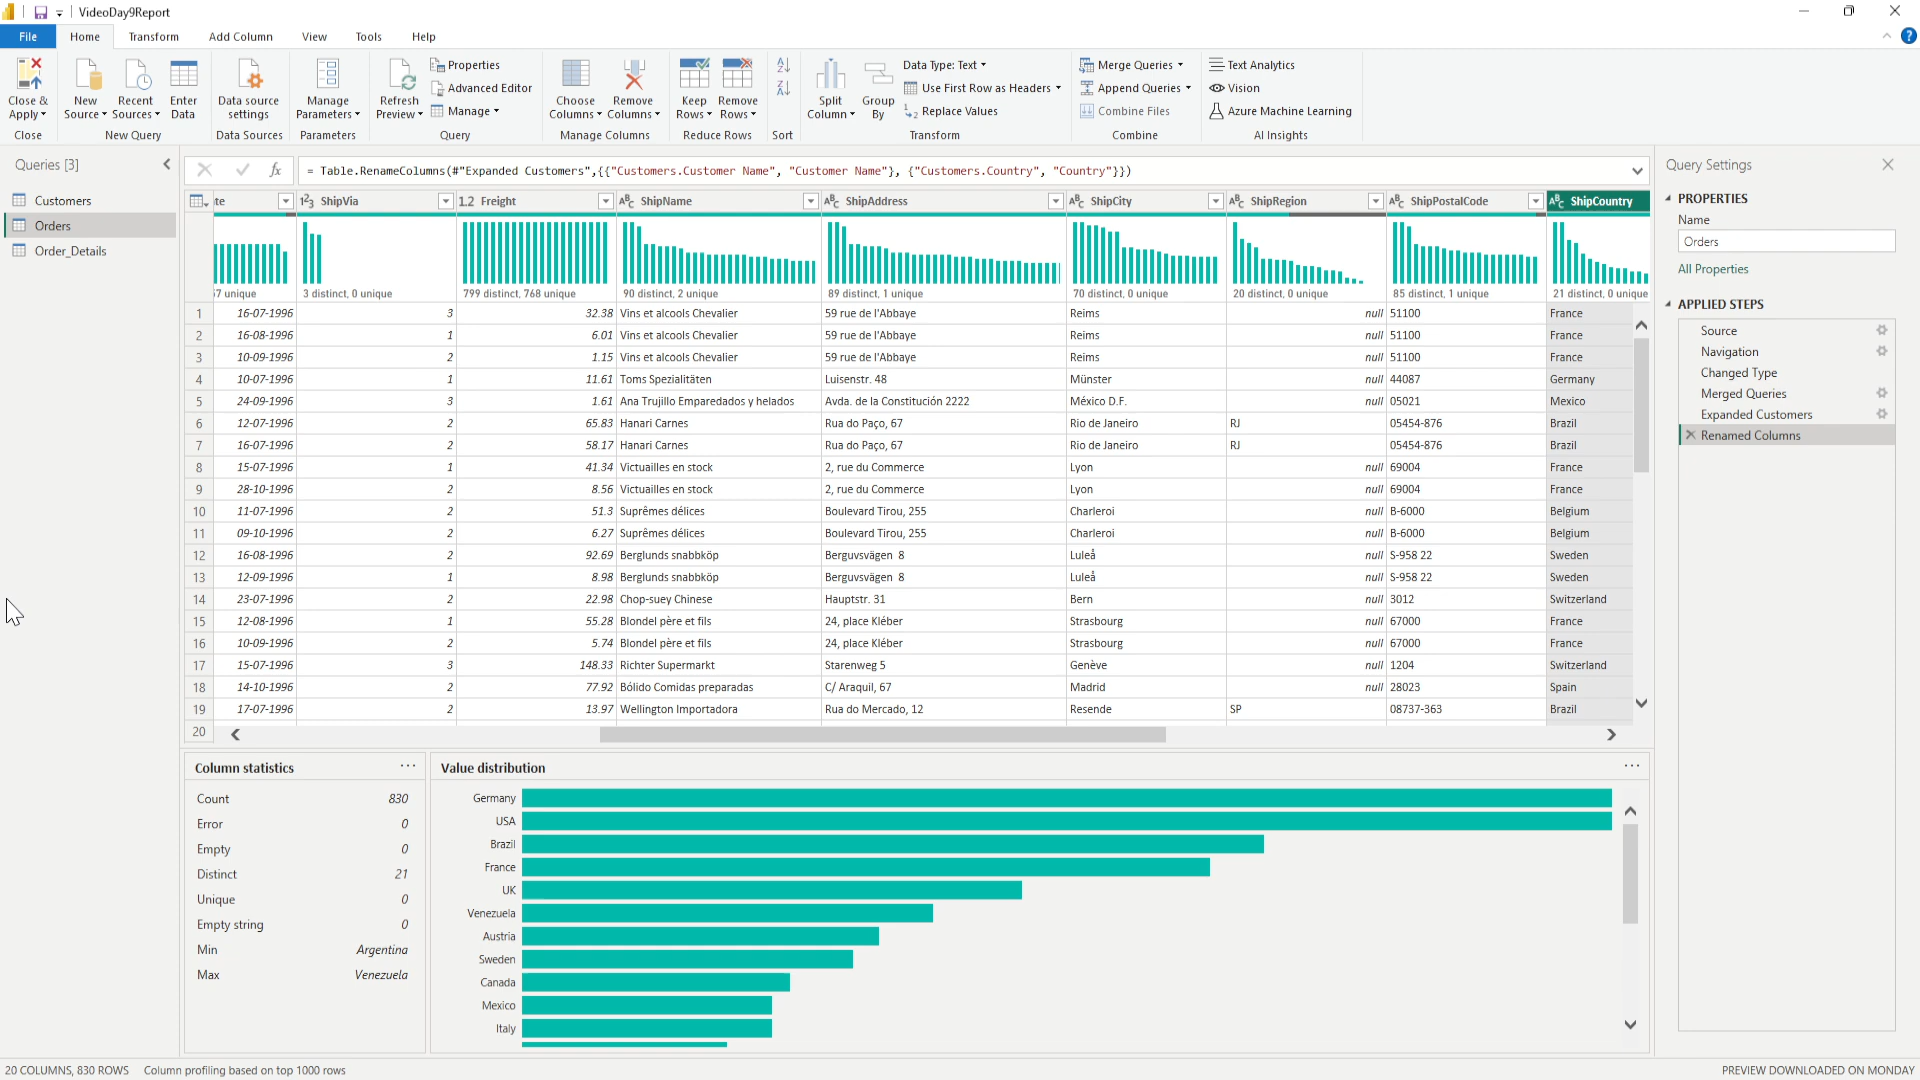 VideoDay9Report
File Home Transform Add Column View Tools Help
Close & Apply
Close
New Source
Recent Sources
Enter Data
New Query
Data source settings
Data Sources
Manage Parameters
Parameters
Refresh Preview
Properties
Advanced Editor
Manage
Query
Choose Columns
Remove Columns
Manage Columns
Keep Rows
Remove Rows
Reduce Rows
Sort
Split Column
Group By
Data Type: Text
Use First Row as Headers
Replace Values
Transform
Merge Queries
Append Queries
Combine Files
Combine
Text Analytics
Vision
Azure Machine Learning
AI Insights
Queries [3]
Customers
Orders
Order_Details
fx = Table.RenameColumns(#"Expanded Customers",{{"Customers.Customer Name", "Customer Name"}, {"Customers.Country", "Country"}})
te 1²3 ShipVia 1.2 Freight ABC ShipName ABC ShipAddress ABC ShipCity ABC ShipRegion ABC ShipPostalCode ABC ShipCountry
7 unique 3 distinct, 0 unique 799 distinct, 768 unique 90 distinct, 2 unique 89 distinct, 1 unique 70 distinct, 0 unique 20 distinct, 0 unique 85 distinct, 1 unique 21 distinct, 0 unique
1 16-07-1996 3 32.38 Vins et alcools Chevalier 59 rue de l'Abbaye Reims null 51100 France
2 16-08-1996 1 6.01 Vins et alcools Chevalier 59 rue de l'Abbaye Reims null 51100 France
3 10-09-1996 2 1.15 Vins et alcools Chevalier 59 rue de l'Abbaye Reims null 51100 France
4 10-07-1996 1 11.61 Toms Spezialitäten Luisenstr. 48 Münster null 44087 Germany
5 24-09-1996 3 1.61 Ana Trujillo Emparedados y helados Avda. de la Constitución 2222 México D.F. null 05021 Mexico
6 12-07-1996 2 65.83 Hanari Carnes Rua do Paço, 67 Rio de Janeiro RJ 05454-876 Brazil
7 16-07-1996 2 58.17 Hanari Carnes Rua do Paço, 67 Rio de Janeiro RJ 05454-876 Brazil
8 15-07-1996 1 41.34 Victuailles en stock 2, rue du Commerce Lyon null 69004 France
9 28-10-1996 2 8.56 Victuailles en stock 2, rue du Commerce Lyon null 69004 France
10 11-07-1996 2 51.3 Suprêmes délices Boulevard Tirou, 255 Charleroi null B-6000 Belgium
11 09-10-1996 2 6.27 Suprêmes délices Boulevard Tirou, 255 Charleroi null B-6000 Belgium
12 16-08-1996 2 92.69 Berglunds snabbköp Berguvsvägen 8 Luleå null S-958 22 Sweden
13 12-09-1996 1 8.98 Berglunds snabbköp Berguvsvägen 8 Luleå null S-958 22 Sweden
14 23-07-1996 2 22.98 Chop-suey Chinese Hauptstr. 31 Bern null 3012 Switzerland
15 12-08-1996 1 55.28 Blondel père et fils 24, place Kléber Strasbourg null 67000 France
16 10-09-1996 2 5.74 Blondel père et fils 24, place Kléber Strasbourg null 67000 France
17 15-07-1996 3 148.33 Richter Supermarkt Starenweg 5 Genève null 1204 Switzerland
18 14-10-1996 2 77.92 Bólido Comidas preparadas C/ Araquil, 67 Madrid null 28023 Spain
19 17-07-1996 2 13.97 Wellington Importadora Rua do Mercado, 12 Resende SP 08737-363 Brazil
20
Column statistics
Count 830
Error 0
Empty 0
Distinct 21
Unique 0
Empty string 0
Min Argentina
Max Venezuela
Value distribution
Germany
USA
Brazil
France
UK
Venezuela
Austria
Sweden
Canada
Mexico
Italy
Query Settings
PROPERTIES
Name
Orders
All Properties
APPLIED STEPS
Source
Navigation
Changed Type
Merged Queries
Expanded Customers
Renamed Columns
20 COLUMNS, 830 ROWS Column profiling based on top 1000 rows
PREVIEW DOWNLOADED ON MONDAY